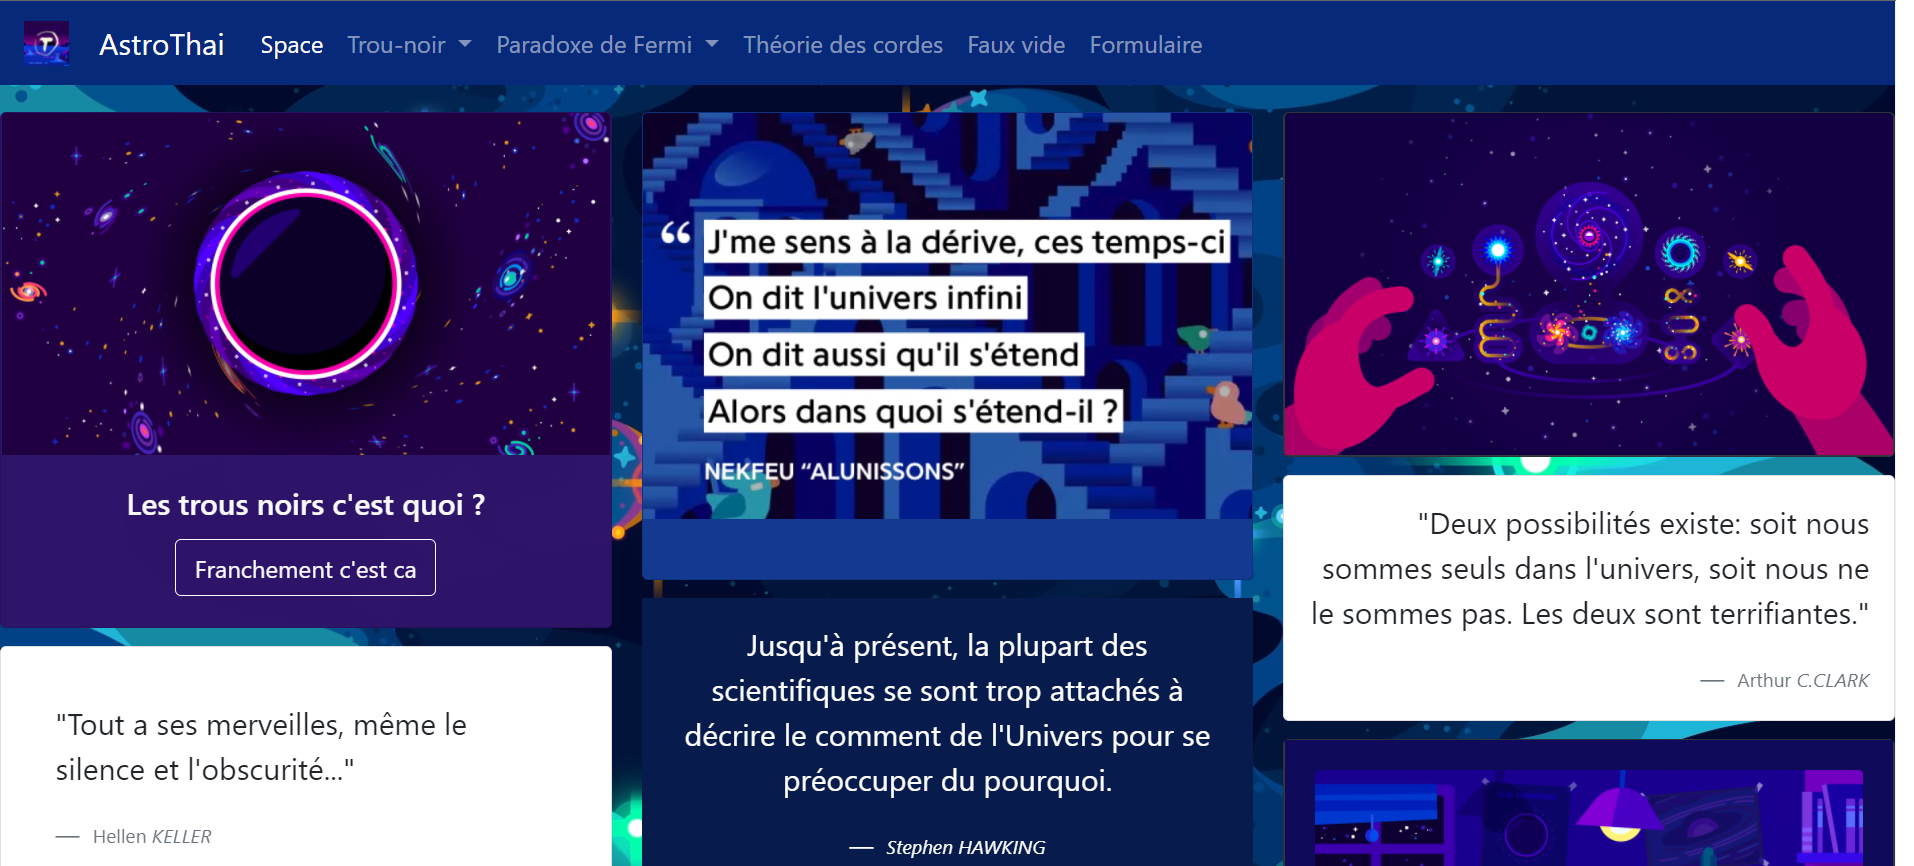 AstroThai Space Trou-noir Paradoxe de Fermi Théorie des cordes Faux vide Formulaire
Les trous noirs c'est quoi ?
Franchement c'est ca
"Tout a ses merveilles, même le
silence et l'obscurité..."
— Hellen KELLER
“ J'me sens à la dérive, ces temps-ci
On dit l'univers infini
On dit aussi qu'il s'étend
Alors dans quoi s'étend-il ?
NEKFEU “ALUNISSONS”
Jusqu'à présent, la plupart des
scientifiques se sont trop attachés à
décrire le comment de l'Univers pour se
préoccuper du pourquoi.
— Stephen HAWKING
"Deux possibilités existe: soit nous
sommes seuls dans l'univers, soit nous ne
le sommes pas. Les deux sont terrifiantes."
— Arthur C.CLARK